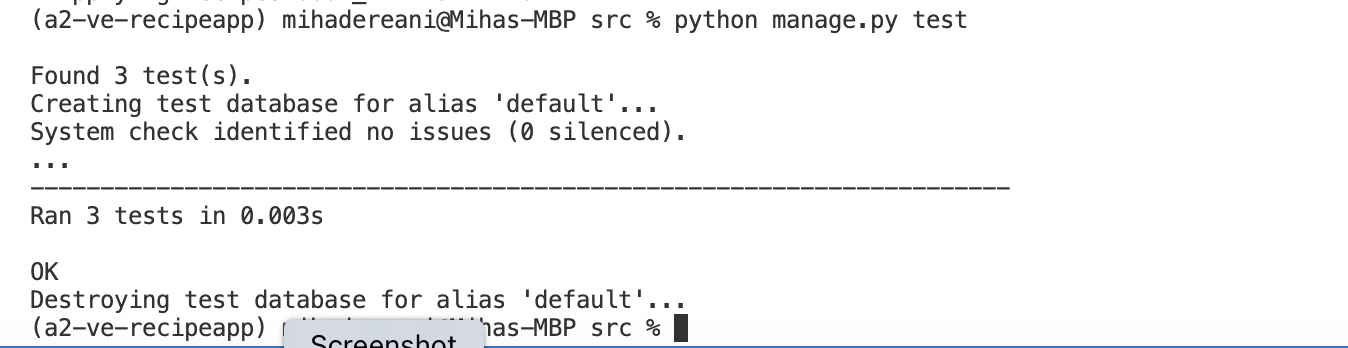 (a2-ve-recipeapp) mihadereani@Mihas-MBP src % python manage.py test
Found 3 test(s).
Creating test database for alias 'default'...
System check identified no issues (0 silenced).
...
----------------------------------------------------------------------
Ran 3 tests in 0.003s
OK
Destroying test database for alias 'default'...
(a2-ve-recipeapp) Mihas-MBP src %
Screenshot